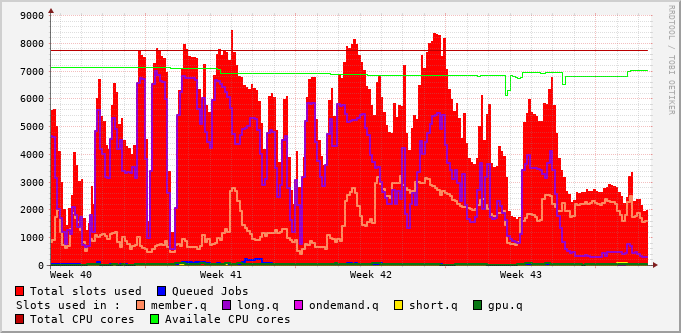 9000
8000
7000
6000
5000
4000
3000
2000
1000
0
Week 40 Week 41 Week 42 Week 43
RRDTOOL / TOBI OETIKER
Total slots used Queued Jobs
Slots used in : member.q long.q ondemand.q short.q gpu.q
Total CPU cores Availale CPU cores